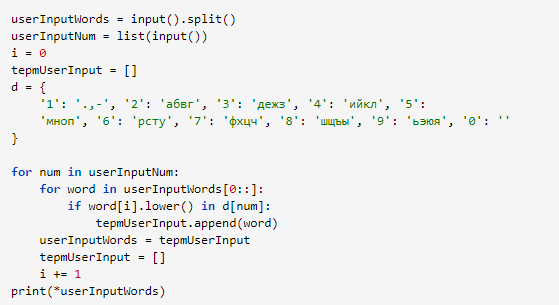 userInputWords = input().split()
userInputNum = list(input())
i = 0
tepmUserInput = []
d = {
    '1': '.,-', '2': 'абвг', '3': 'дежз', '4': 'ийкл', '5':
    'мноп', '6': 'рсту', '7': 'фхцч', '8': 'шщъы', '9': 'ьэюя', '0': ''
}

for num in userInputNum:
    for word in userInputWords[0::]:
        if word[i].lower() in d[num]:
            tepmUserInput.append(word)
    userInputWords = tepmUserInput
    tepmUserInput = []
    i += 1
print(*userInputWords)